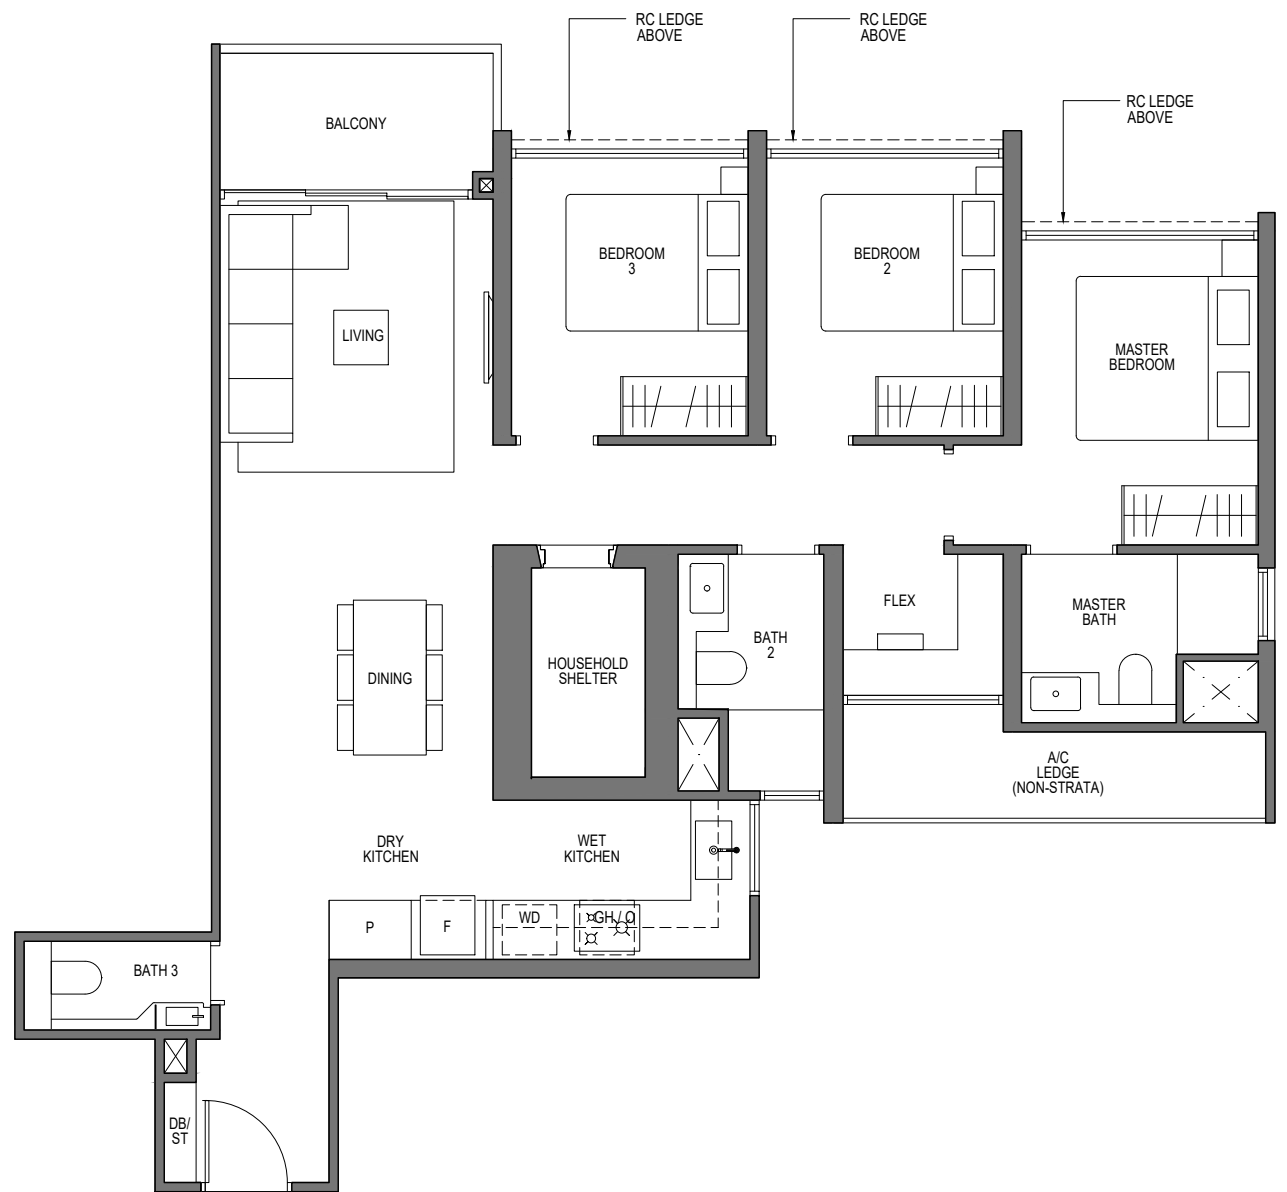 RC LEDGE
ABOVE
RC LEDGE
ABOVE
RC LEDGE
ABOVE
BALCONY
BEDROOM
3
BEDROOM
2
LIVING
MASTER
BEDROOM
FLEX
MASTER
BATH
BATH
2
HOUSEHOLD
SHELTER
DINING
A/C
LEDGE
(NON-STRATA)
DRY
KITCHEN
WET
KITCHEN
P
F
WD
GH / O
BATH 3
DB/
ST